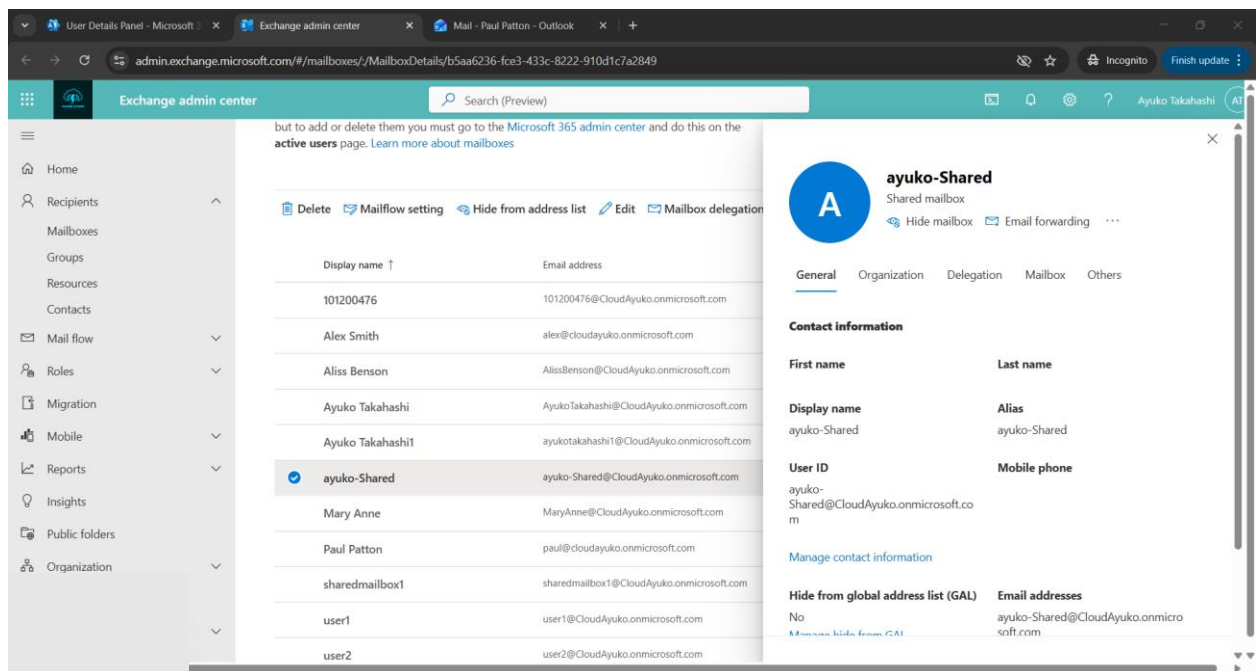 User Details Panel - Microsoft 3
Exchange admin center
Mail - Paul Patton - Outlook
admin.exchange.microsoft.com/#/mailboxes/:/MailboxDetails/b5aa6236-fce3-433c-8222-910d1c7a2849
Incognito
Finish update
Exchange admin center
Search (Preview)
Ayuko Takahashi
AT
Home
Recipients
Mailboxes
Groups
Resources
Contacts
Mail flow
Roles
Migration
Mobile
Reports
Insights
Public folders
Organization
but to add or delete them you must go to the Microsoft 365 admin center and do this on the
active users page. Learn more about mailboxes
Delete Mailflow setting Hide from address list Edit Mailbox delegation
Display name ↑ Email address
101200476 101200476@CloudAyuko.onmicrosoft.com
Alex Smith alex@cloudayuko.onmicrosoft.com
Aliss Benson AlissBenson@CloudAyuko.onmicrosoft.com
Ayuko Takahashi AyukoTakahashi@CloudAyuko.onmicrosoft.com
Ayuko Takahashi1 ayukotakahashi1@CloudAyuko.onmicrosoft.com
ayuko-Shared ayuko-Shared@CloudAyuko.onmicrosoft.com
Mary Anne MaryAnne@CloudAyuko.onmicrosoft.com
Paul Patton paul@cloudayuko.onmicrosoft.com
sharedmailbox1 sharedmailbox1@CloudAyuko.onmicrosoft.com
user1 user1@CloudAyuko.onmicrosoft.com
user2 user2@CloudAyuko.onmicrosoft.com
A
ayuko-Shared
Shared mailbox
Hide mailbox Email forwarding ···
General Organization Delegation Mailbox Others
Contact information
First name Last name
Display name Alias
ayuko-Shared ayuko-Shared
User ID Mobile phone
ayuko-
Shared@CloudAyuko.onmicrosoft.co
m
Manage contact information
Hide from global address list (GAL) Email addresses
No ayuko-Shared@CloudAyuko.onmicro
Manage hide from GAL soft.com